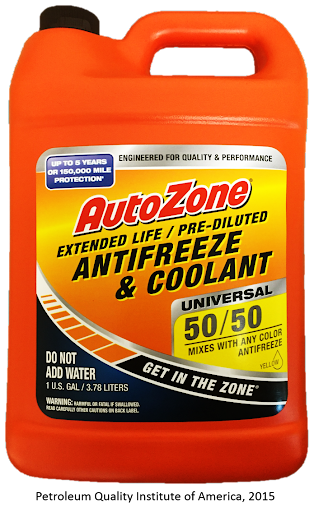 UP TO 5 YEARS
OR 150,000 MILE
PROTECTION*
ENGINEERED FOR QUALITY & PERFORMANCE
AutoZone®
EXTENDED LIFE / PRE-DILUTED
ANTIFREEZE
& COOLANT
UNIVERSAL
50/50
MIXES WITH ANY COLOR
ANTIFREEZE
YELLOW
DO NOT
ADD WATER
1 U.S. GAL / 3.78 LITERS
GET IN THE ZONE®
WARNING: HARMFUL OR FATAL IF SWALLOWED.
READ CAREFULLY OTHER CAUTIONS ON BACK LABEL.
Petroleum Quality Institute of America, 2015